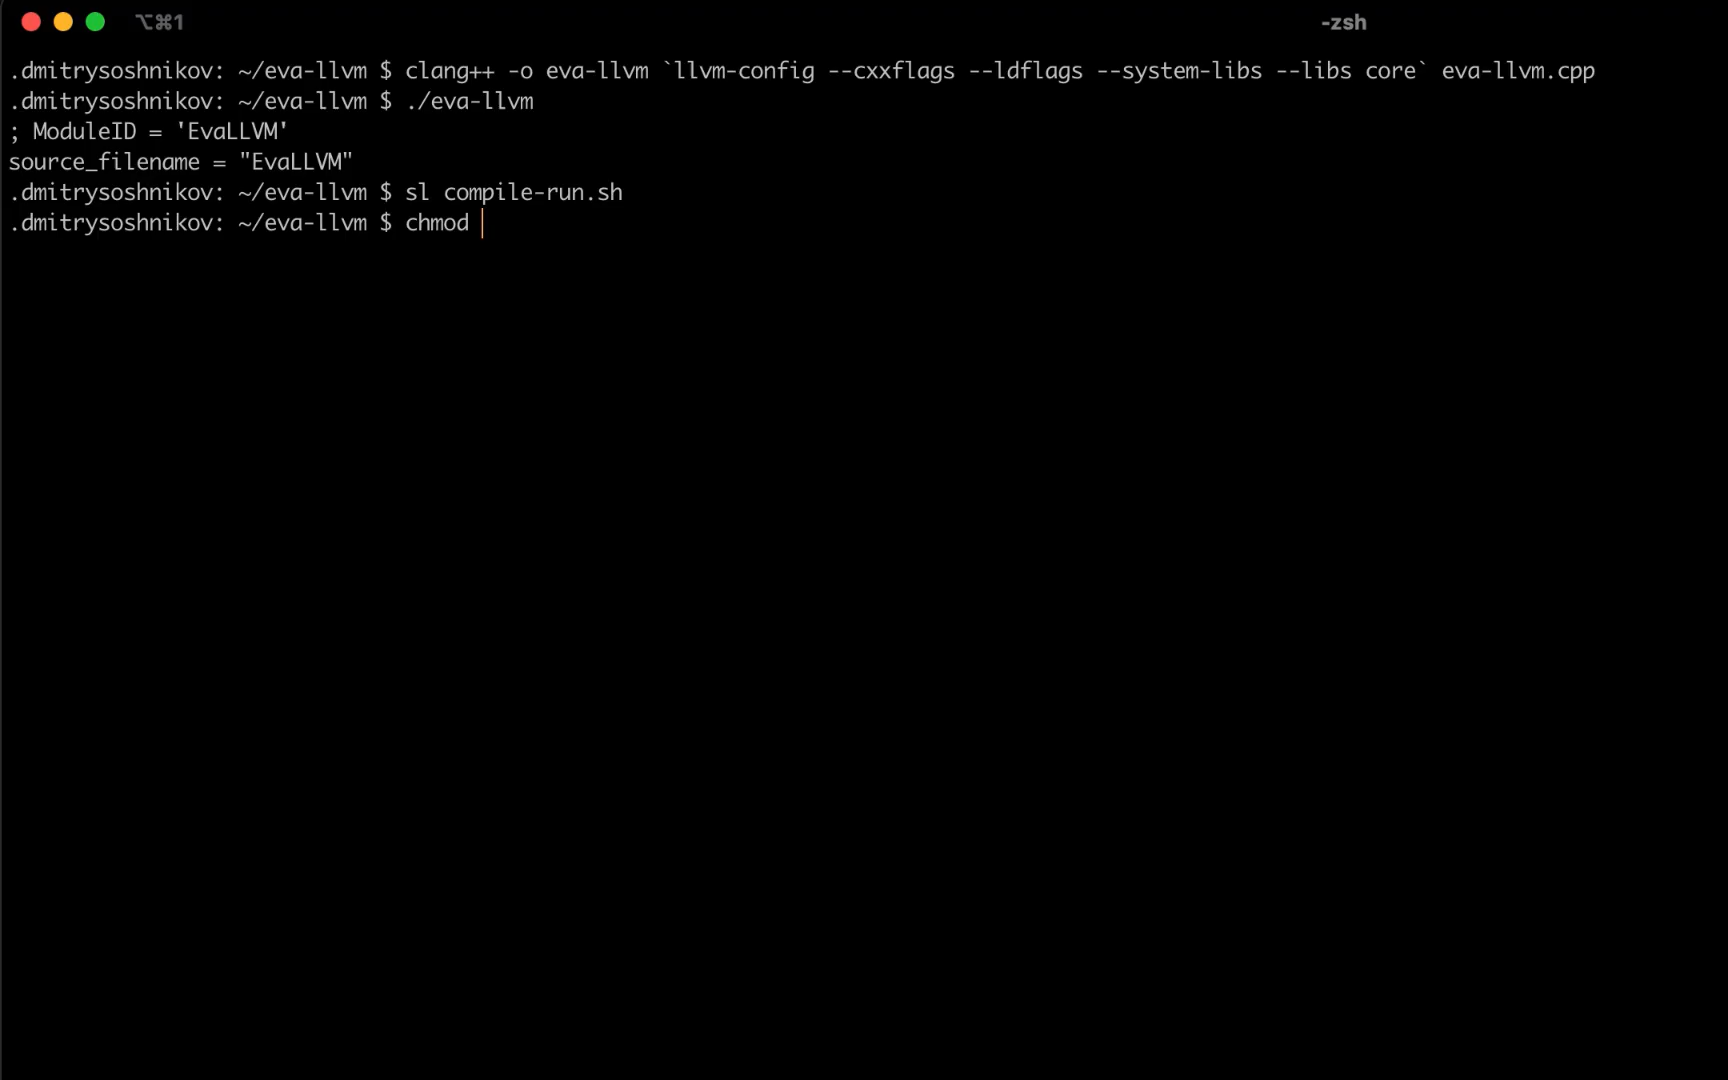 ⌥⌘1
-zsh
.dmitrysoshnikov: ~/eva-llvm $ clang++ -o eva-llvm `llvm-config --cxxflags --ldflags --system-libs --libs core` eva-llvm.cpp
.dmitrysoshnikov: ~/eva-llvm $ ./eva-llvm
; ModuleID = 'EvaLLVM'
source_filename = "EvaLLVM"
.dmitrysoshnikov: ~/eva-llvm $ sl compile-run.sh
.dmitrysoshnikov: ~/eva-llvm $ chmod